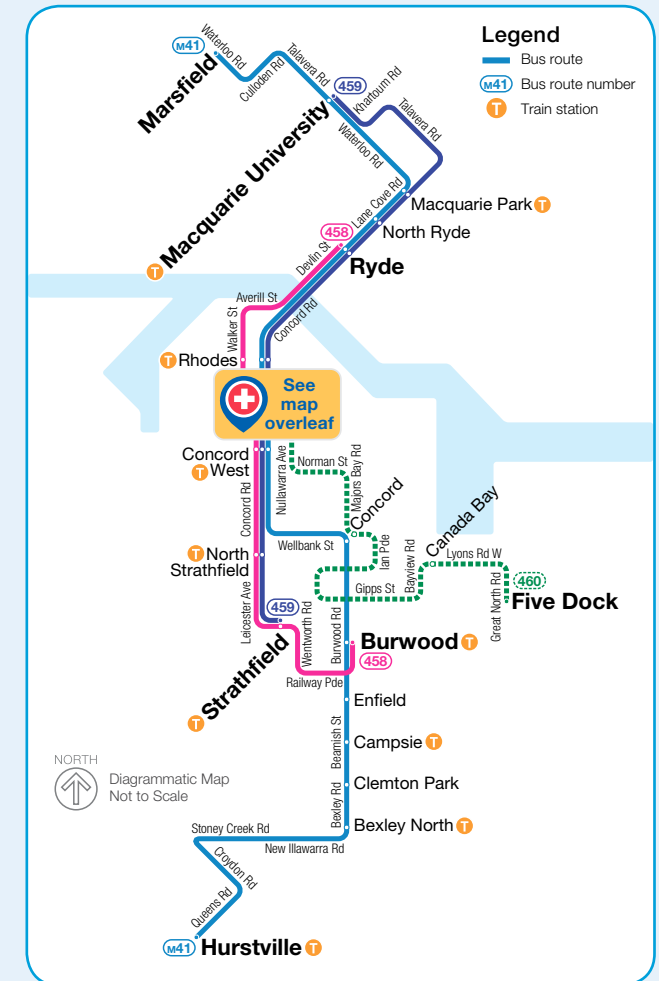 Legend
Bus route
M41 Bus route number
T Train station
M41
Waterloo Rd
Marsfield
Culloden Rd
Talavera Rd
459
Khartoum Rd
Talavera Rd
T Macquarie University
Waterloo Rd
Lane Cove Rd
Macquarie Park T
North Ryde
458
Devlin St
Ryde
Averill St
Walker St
Concord Rd
T Rhodes
See
map
overleaf
Concord
T West
Nullawarra Ave
Norman St
Majors Bay Rd
Concord
Concord Rd
Wellbank St
Ian Pde
Bayview Rd
Canada Bay
Lyons Rd W
T North
Strathfield
Gipps St
Great North Rd
460
Five Dock
Leicester Ave
459
Wentworth Rd
Burwood Rd
Burwood T
458
T Strathfield
Railway Pde
Enfield
Beamish St
Campsie T
NORTH
Diagrammatic Map
Not to Scale
Clemton Park
Bexley Rd
Bexley North T
Stoney Creek Rd
New Illawarra Rd
Croydon Rd
Queens Rd
M41 Hurstville T